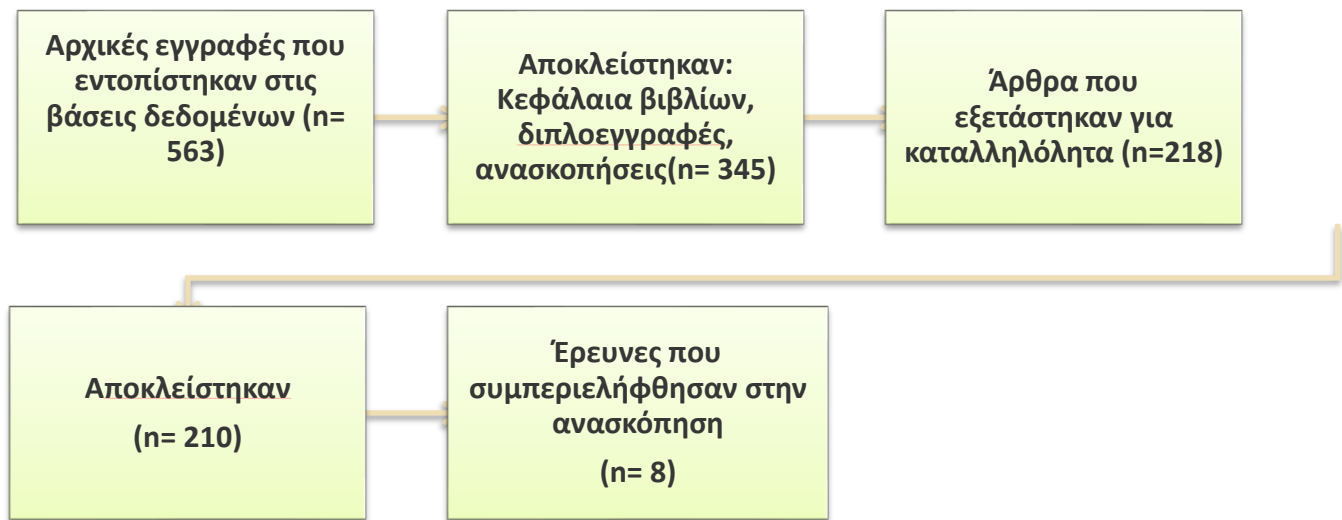 Αρχικές εγγραφές που
εντοπίστηκαν στις
βάσεις δεδομένων (n=
563)
Αποκλείστηκαν:
Κεφάλαια βιβλίων,
διπλοεγγραφές,
ανασκοπήσεις(n= 345)
Άρθρα που
εξετάστηκαν για
καταλληλόλητα (n=218)
Αποκλείστηκαν
(n= 210)
Έρευνες που
συμπεριελήφθησαν στην
ανασκόπηση
(n= 8)